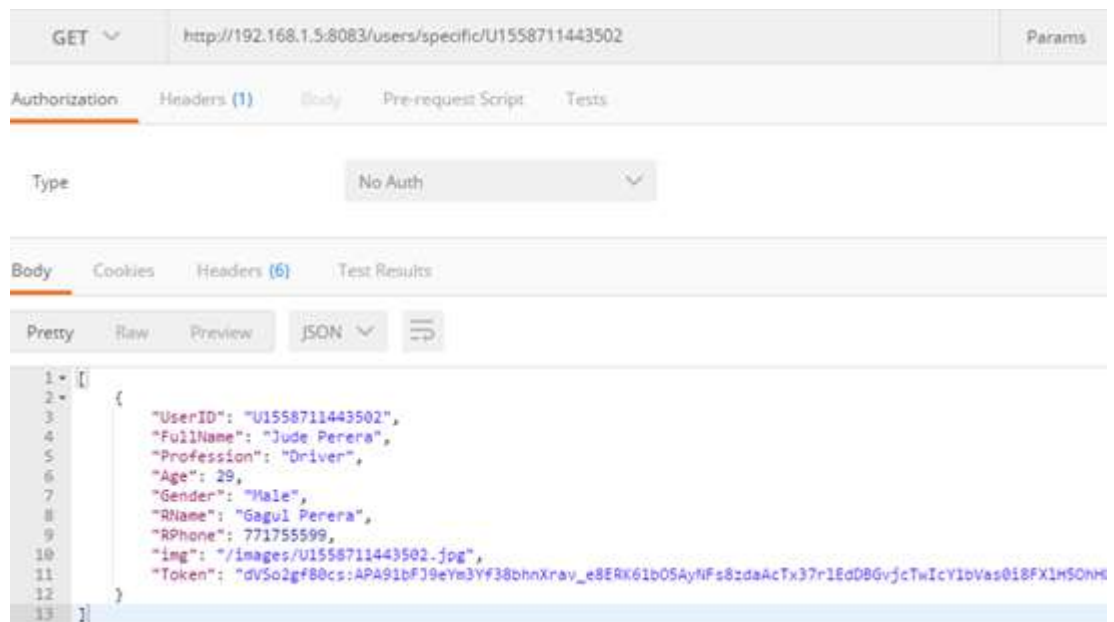 GET http://192.168.1.5:8083/users/specific/U1558711443502 Params
Authorization Headers (1) Body Pre-request Script Tests
Type No Auth
Body Cookies Headers (6) Test Results
Pretty Raw Preview JSON
1 [
2 {
3 "UserID": "U1558711443502",
4 "FullName": "Jude Perera",
5 "Profession": "Driver",
6 "Age": 29,
7 "Gender": "Male",
8 "RName": "Gagul Perera",
9 "RPhone": 771755599,
10 "img": "/images/U1558711443502.jpg",
11 "Token":
12 }
13 ]